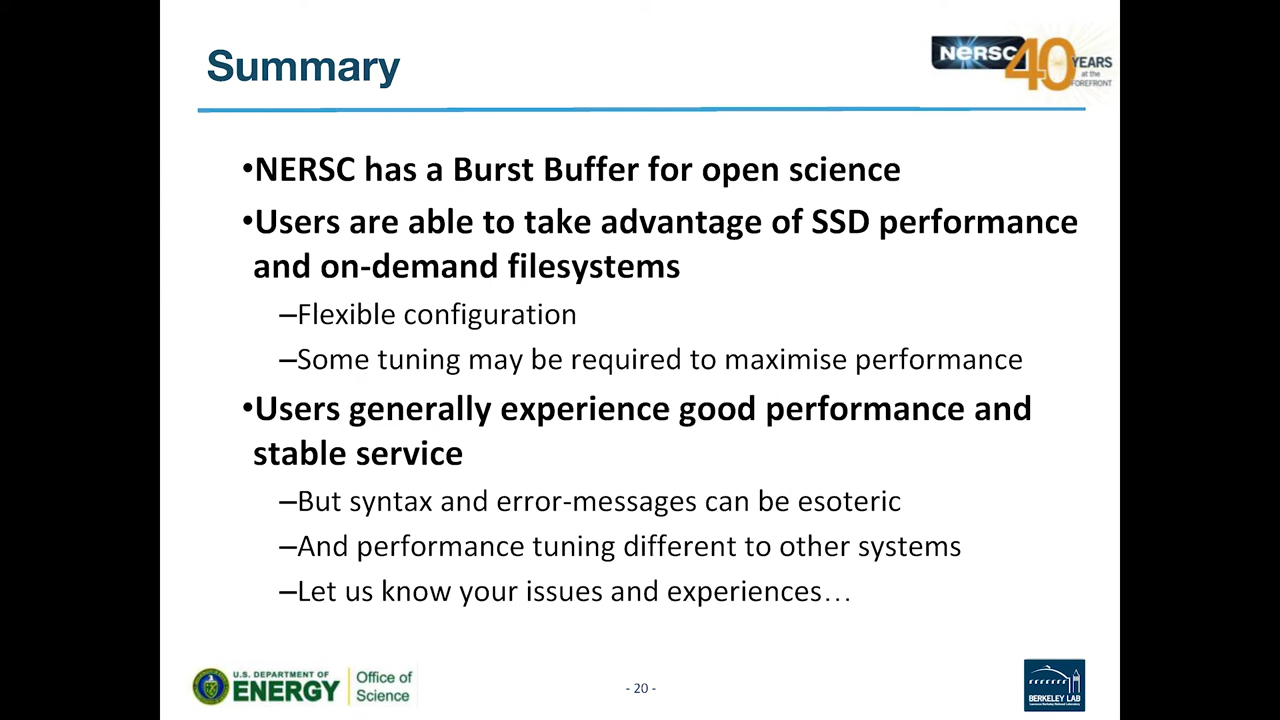 Summary
NERSC 40 YEARS
at the
FOREFRONT
•NERSC has a Burst Buffer for open science
•Users are able to take advantage of SSD performance
and on-demand filesystems
–Flexible configuration
–Some tuning may be required to maximise performance
•Users generally experience good performance and
stable service
–But syntax and error-messages can be esoteric
–And performance tuning different to other systems
–Let us know your issues and experiences…
U.S. DEPARTMENT OF
ENERGY
Office of
Science
- 20 -
BERKELEY LAB
Lawrence Berkeley National Laboratory